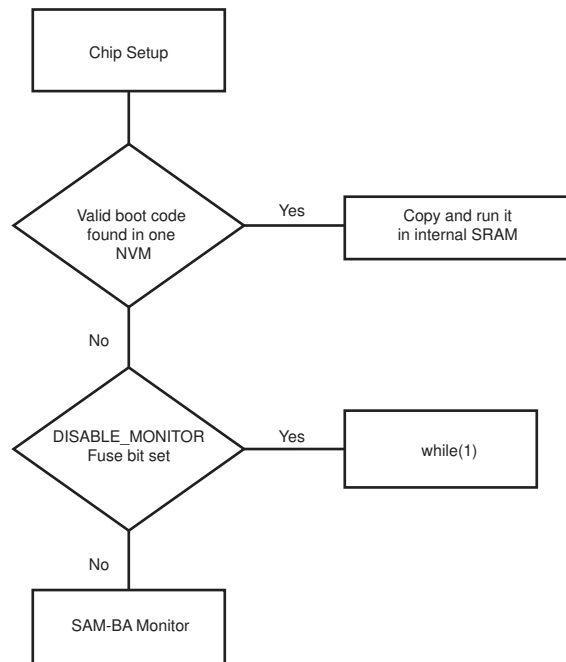 Chip Setup
Valid boot code
found in one
NVM
Yes
Copy and run it
in internal SRAM
No
DISABLE_MONITOR
Fuse bit set
Yes
while(1)
No
SAM-BA Monitor